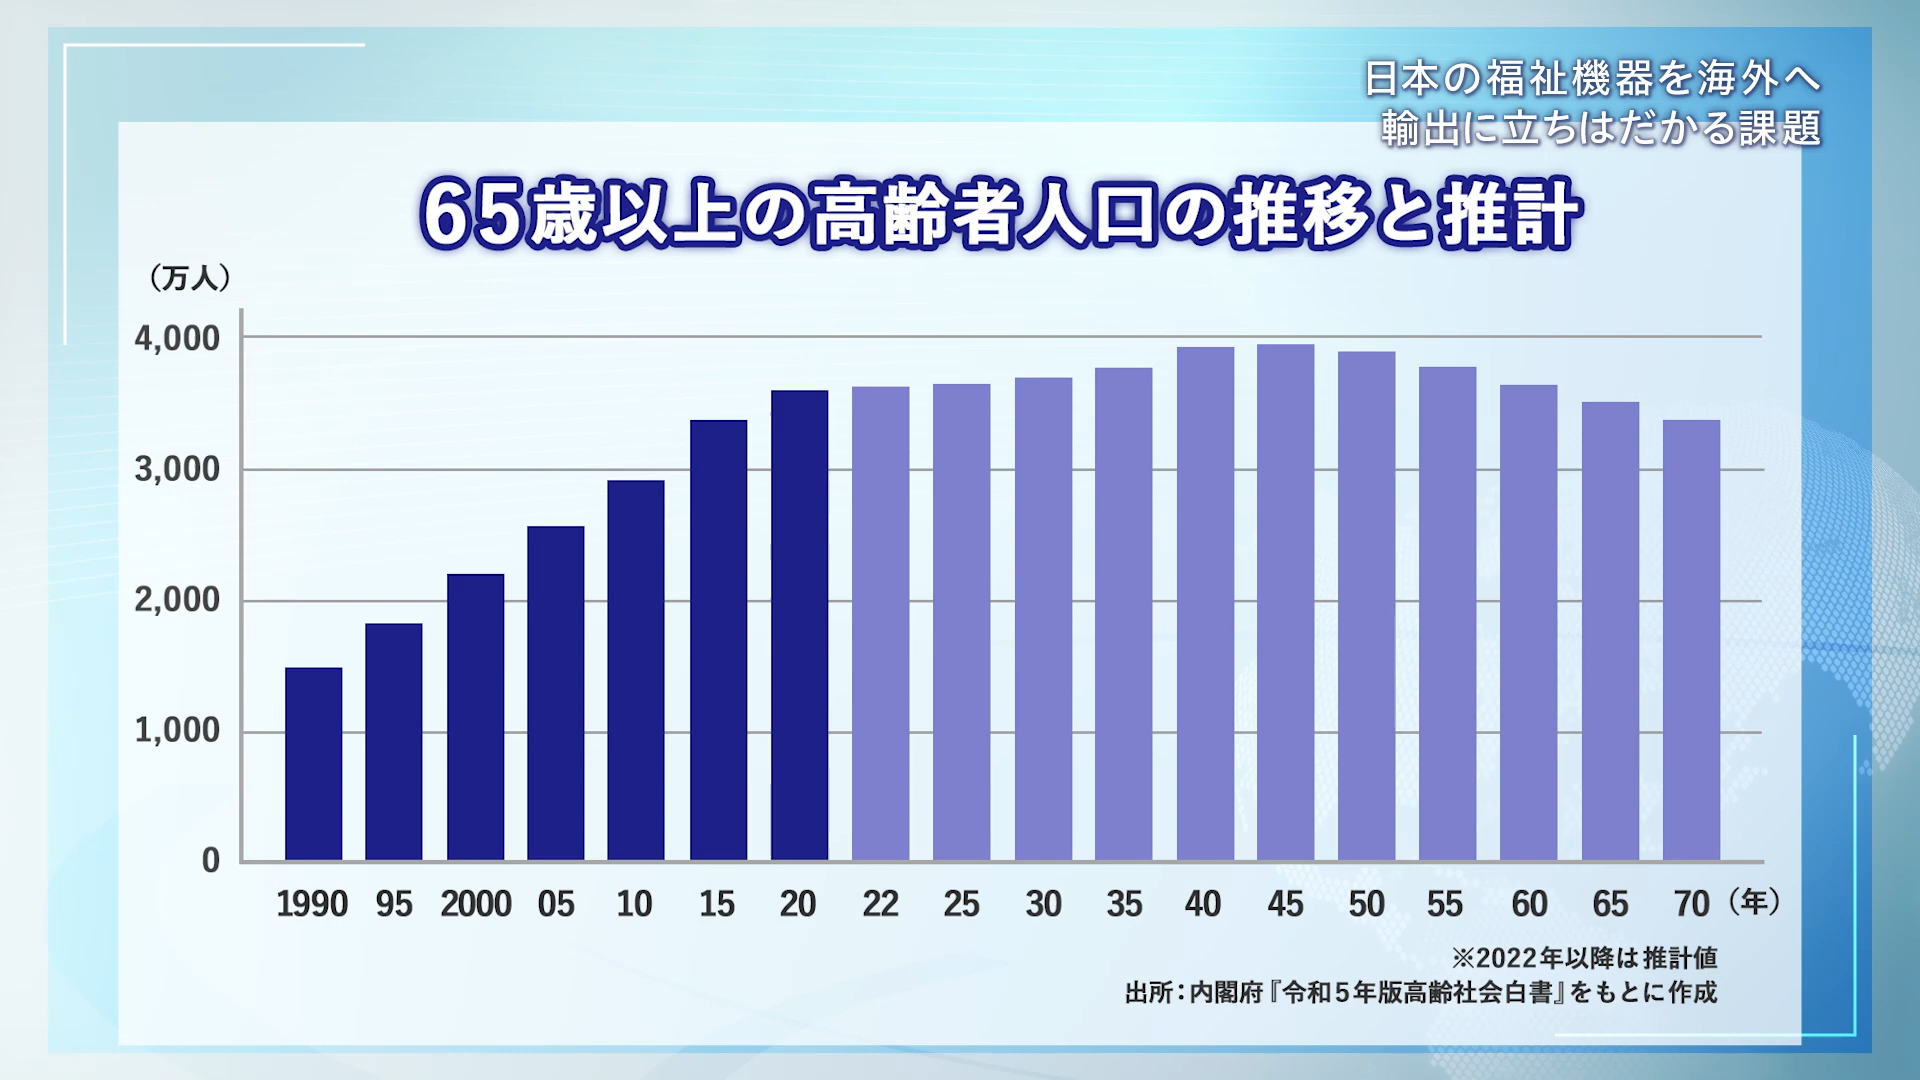 日本の福祉機器を海外へ
輸出に立ちはだかる課題
65歳以上の高齢者人口の推移と推計
（万人）
4,000
3,000
2,000
1,000
0
1990 95 2000 05 10 15 20 22 25 30 35 40 45 50 55 60 65 70（年）
※2022年以降は推計値
出所：内閣府『令和5年版高齢社会白書』をもとに作成